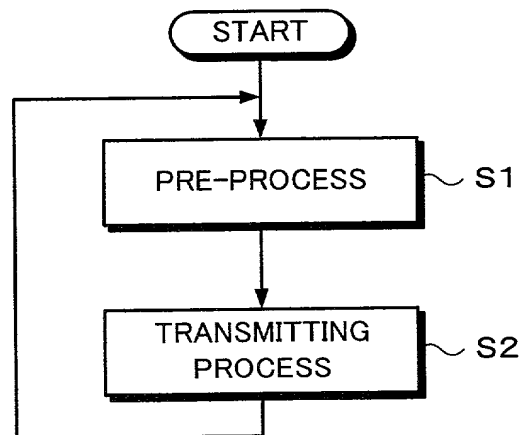 START
PRE-PROCESS
S1
TRANSMITTING
PROCESS
S2